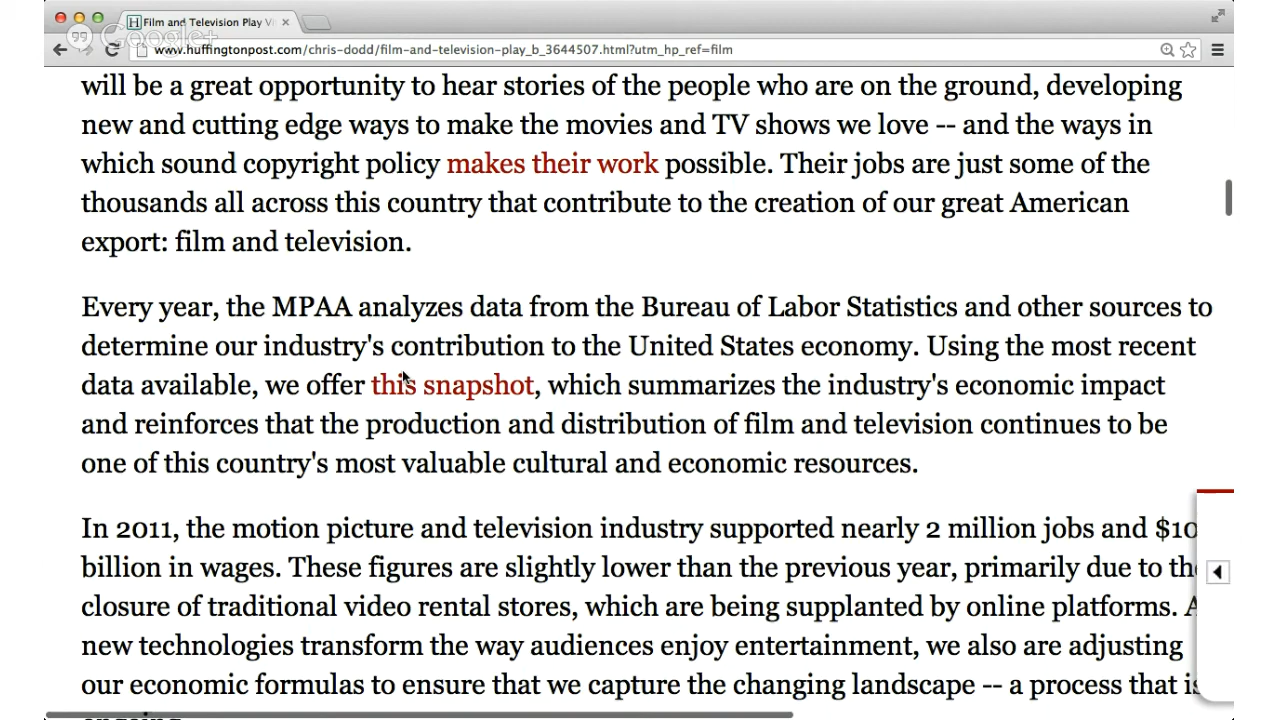 Film and Television Play Vi
Google+
www.huffingtonpost.com/chris-dodd/film-and-television-play_b_3644507.html?utm_hp_ref=film
will be a great opportunity to hear stories of the people who are on the ground, developing
new and cutting edge ways to make the movies and TV shows we love -- and the ways in
which sound copyright policy makes their work possible. Their jobs are just some of the
thousands all across this country that contribute to the creation of our great American
export: film and television.
Every year, the MPAA analyzes data from the Bureau of Labor Statistics and other sources to
determine our industry's contribution to the United States economy. Using the most recent
data available, we offer this snapshot, which summarizes the industry's economic impact
and reinforces that the production and distribution of film and television continues to be
one of this country's most valuable cultural and economic resources.
In 2011, the motion picture and television industry supported nearly 2 million jobs and $10
billion in wages. These figures are slightly lower than the previous year, primarily due to the
closure of traditional video rental stores, which are being supplanted by online platforms. A
new technologies transform the way audiences enjoy entertainment, we also are adjusting
our economic formulas to ensure that we capture the changing landscape -- a process that is